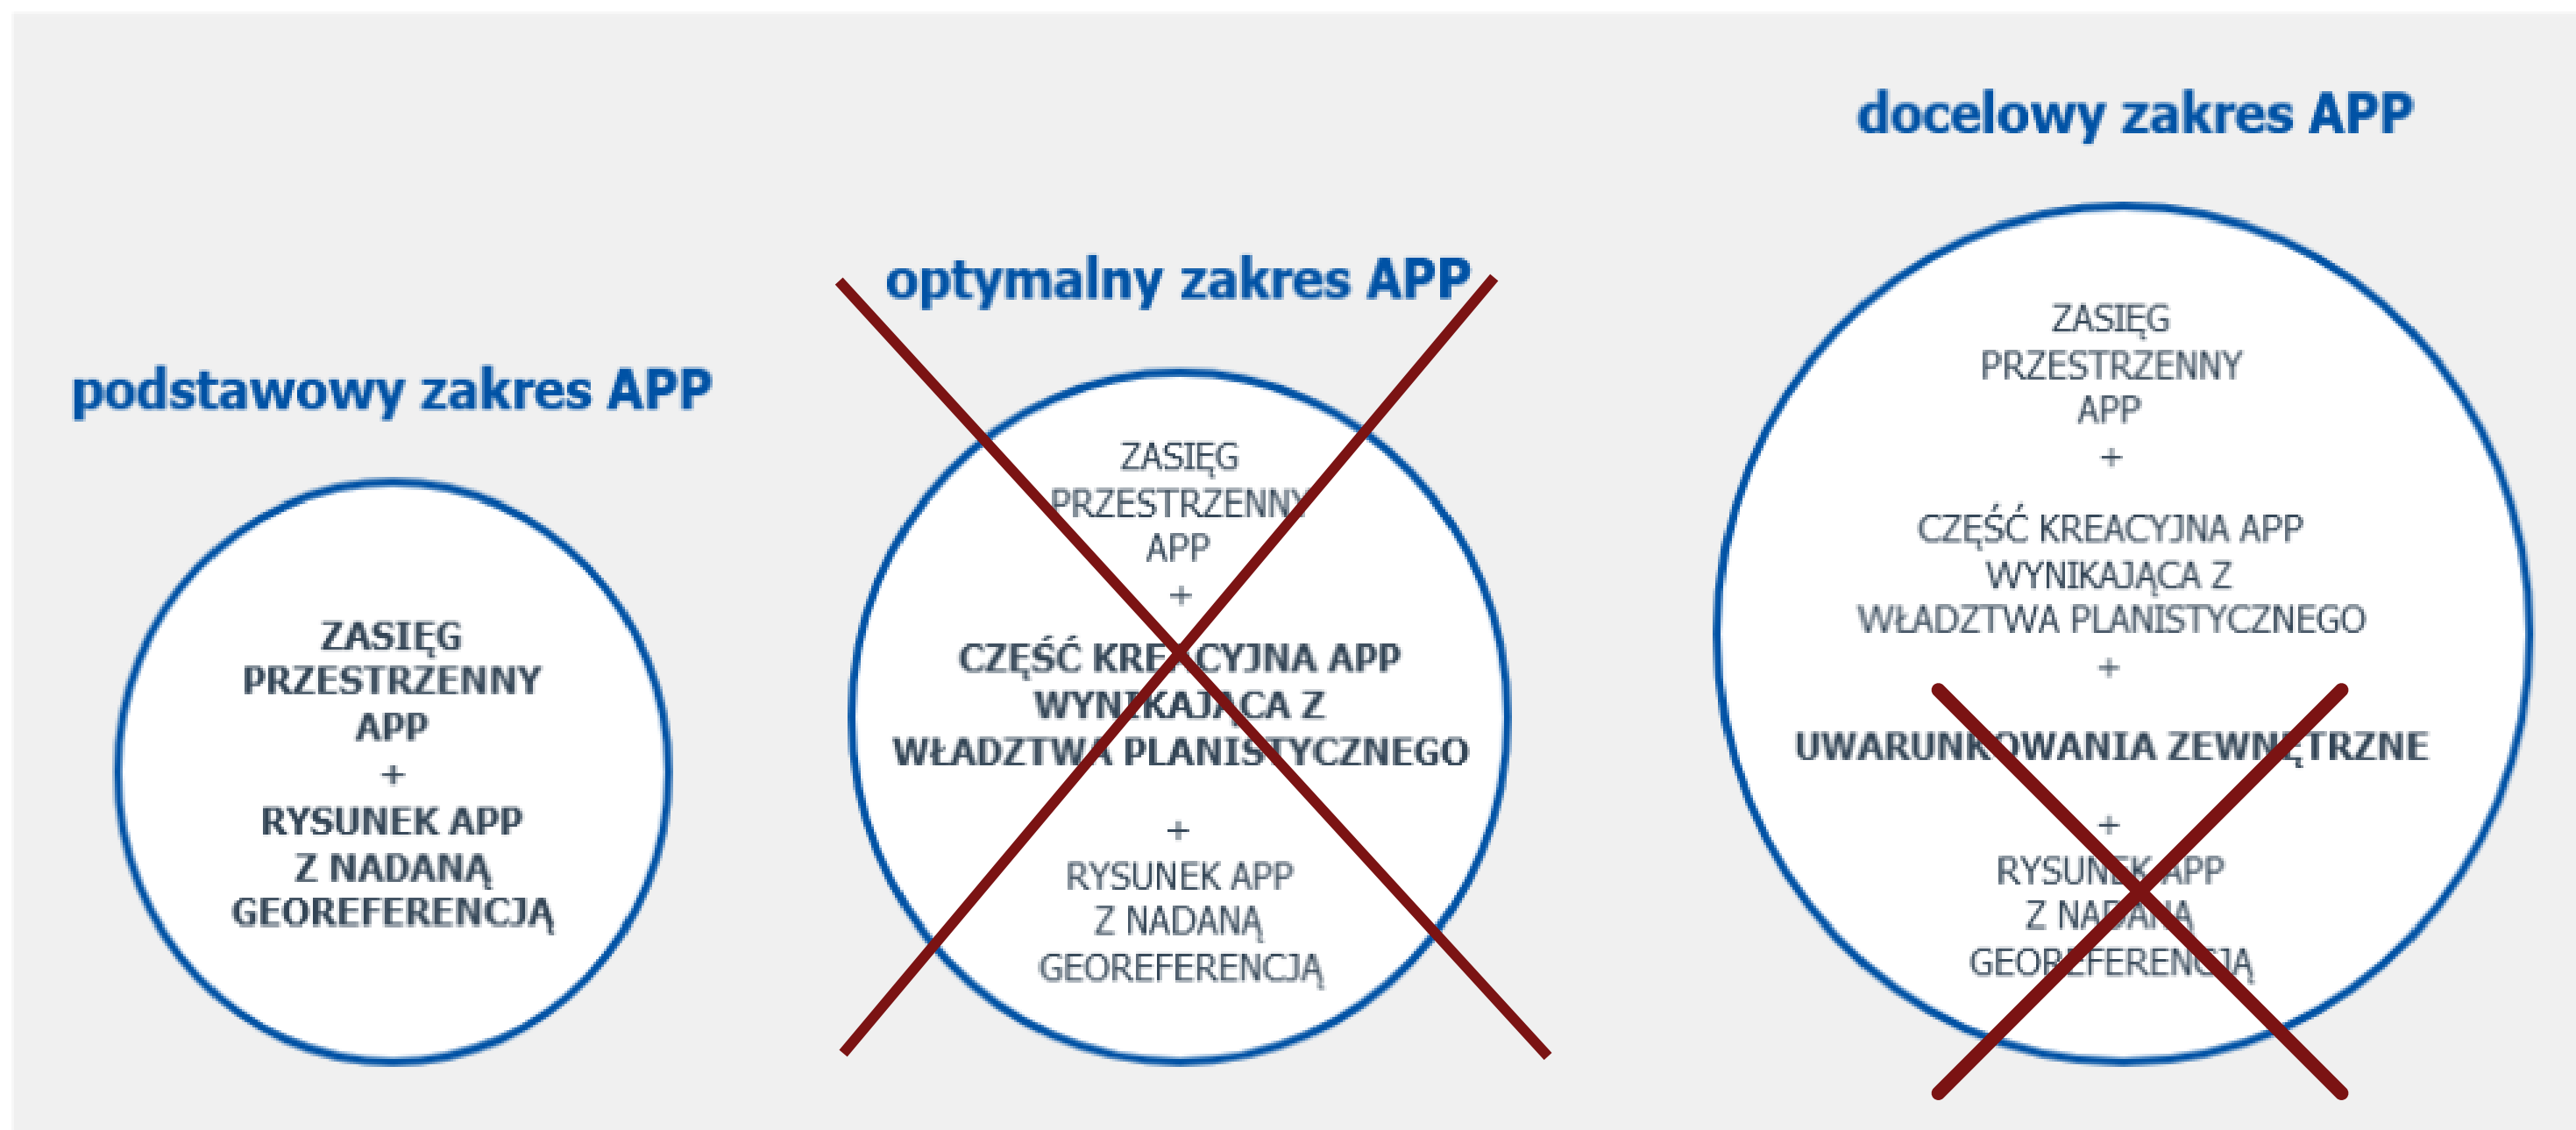 podstawowy zakres APP
ZASIĘG
PRZESTRZENNY
APP
+
RYSUNEK APP
Z NADANĄ
GEOREFERENCJĄ
optymalny zakres APP
ZASIĘG
PRZESTRZENNY
APP
+
CZĘŚĆ KREACYJNA APP
WYNIKAJĄCA Z
WŁADZTWA PLANISTYCZNEGO
+
RYSUNEK APP
Z NADANĄ
GEOREFERENCJĄ
docelowy zakres APP
ZASIĘG
PRZESTRZENNY
APP
+
CZĘŚĆ KREACYJNA APP
WYNIKAJĄCA Z
WŁADZTWA PLANISTYCZNEGO
+
UWARUNKOWANIA ZEWNĘTRZNE
+
RYSUNEK APP
Z NADANĄ
GEOREFERENCJĄ